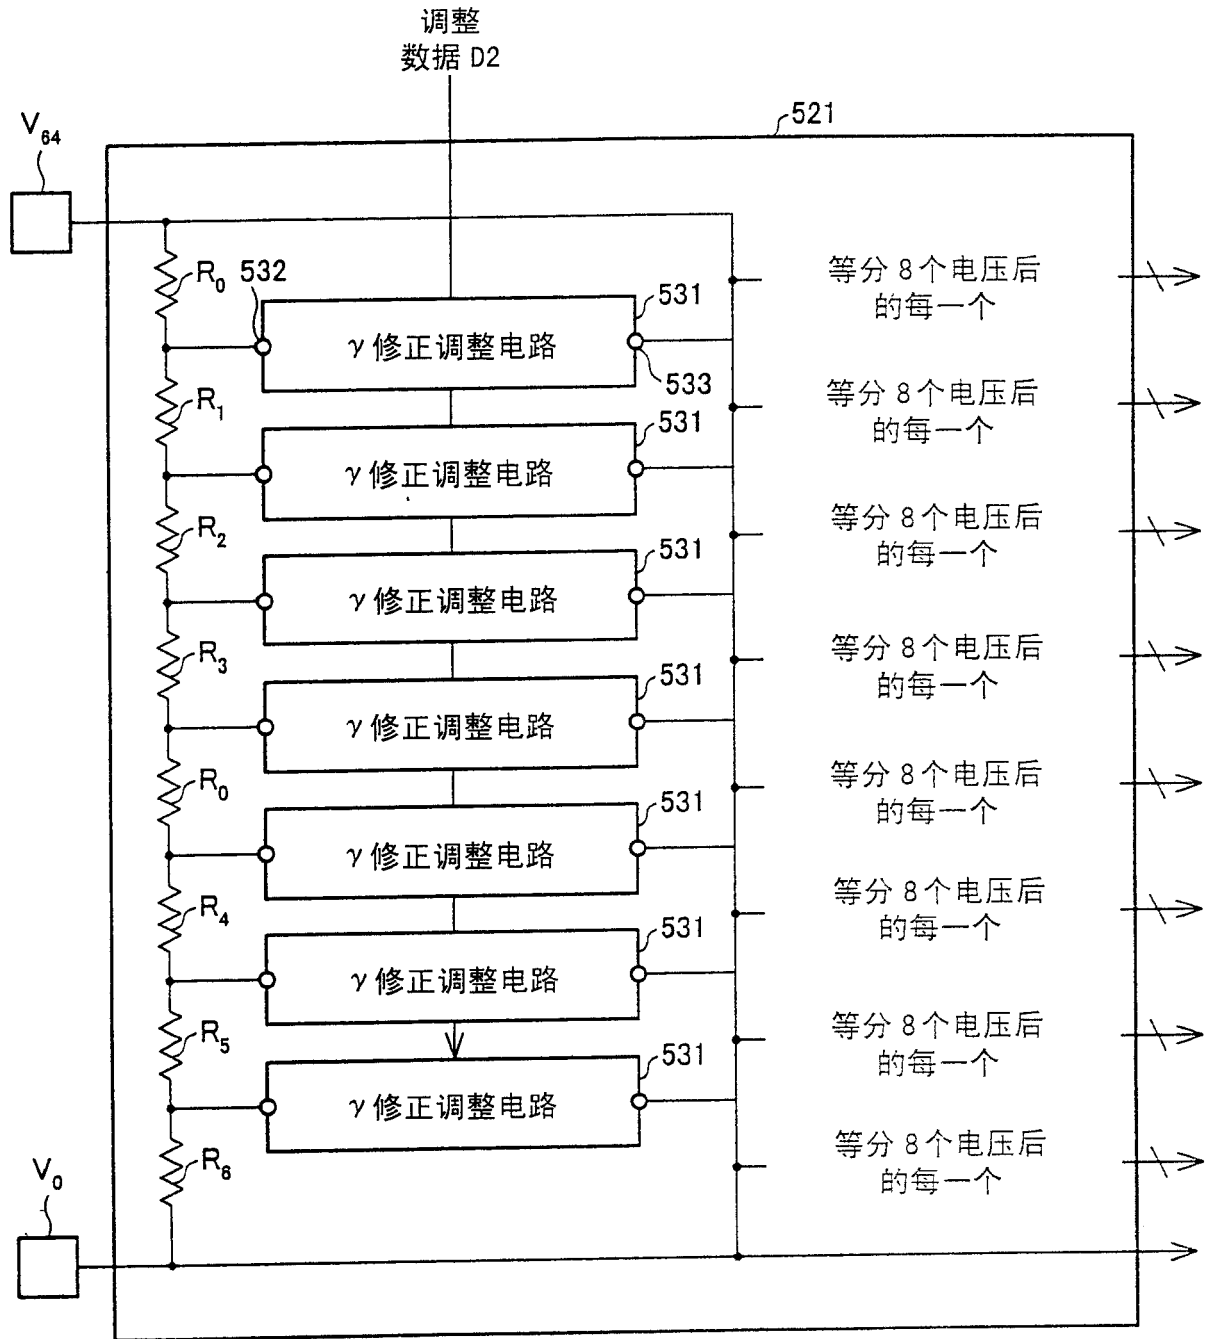 调整
数据 D2
V64
521
R0
532
γ修正调整电路
531
533
等分8个电压后
的每一个
R1
γ修正调整电路
531
等分8个电压后
的每一个
R2
γ修正调整电路
531
等分8个电压后
的每一个
R3
γ修正调整电路
531
等分8个电压后
的每一个
R0
γ修正调整电路
531
等分8个电压后
的每一个
R4
γ修正调整电路
531
等分8个电压后
的每一个
R5
γ修正调整电路
531
等分8个电压后
的每一个
R6
等分8个电压后
的每一个
V0